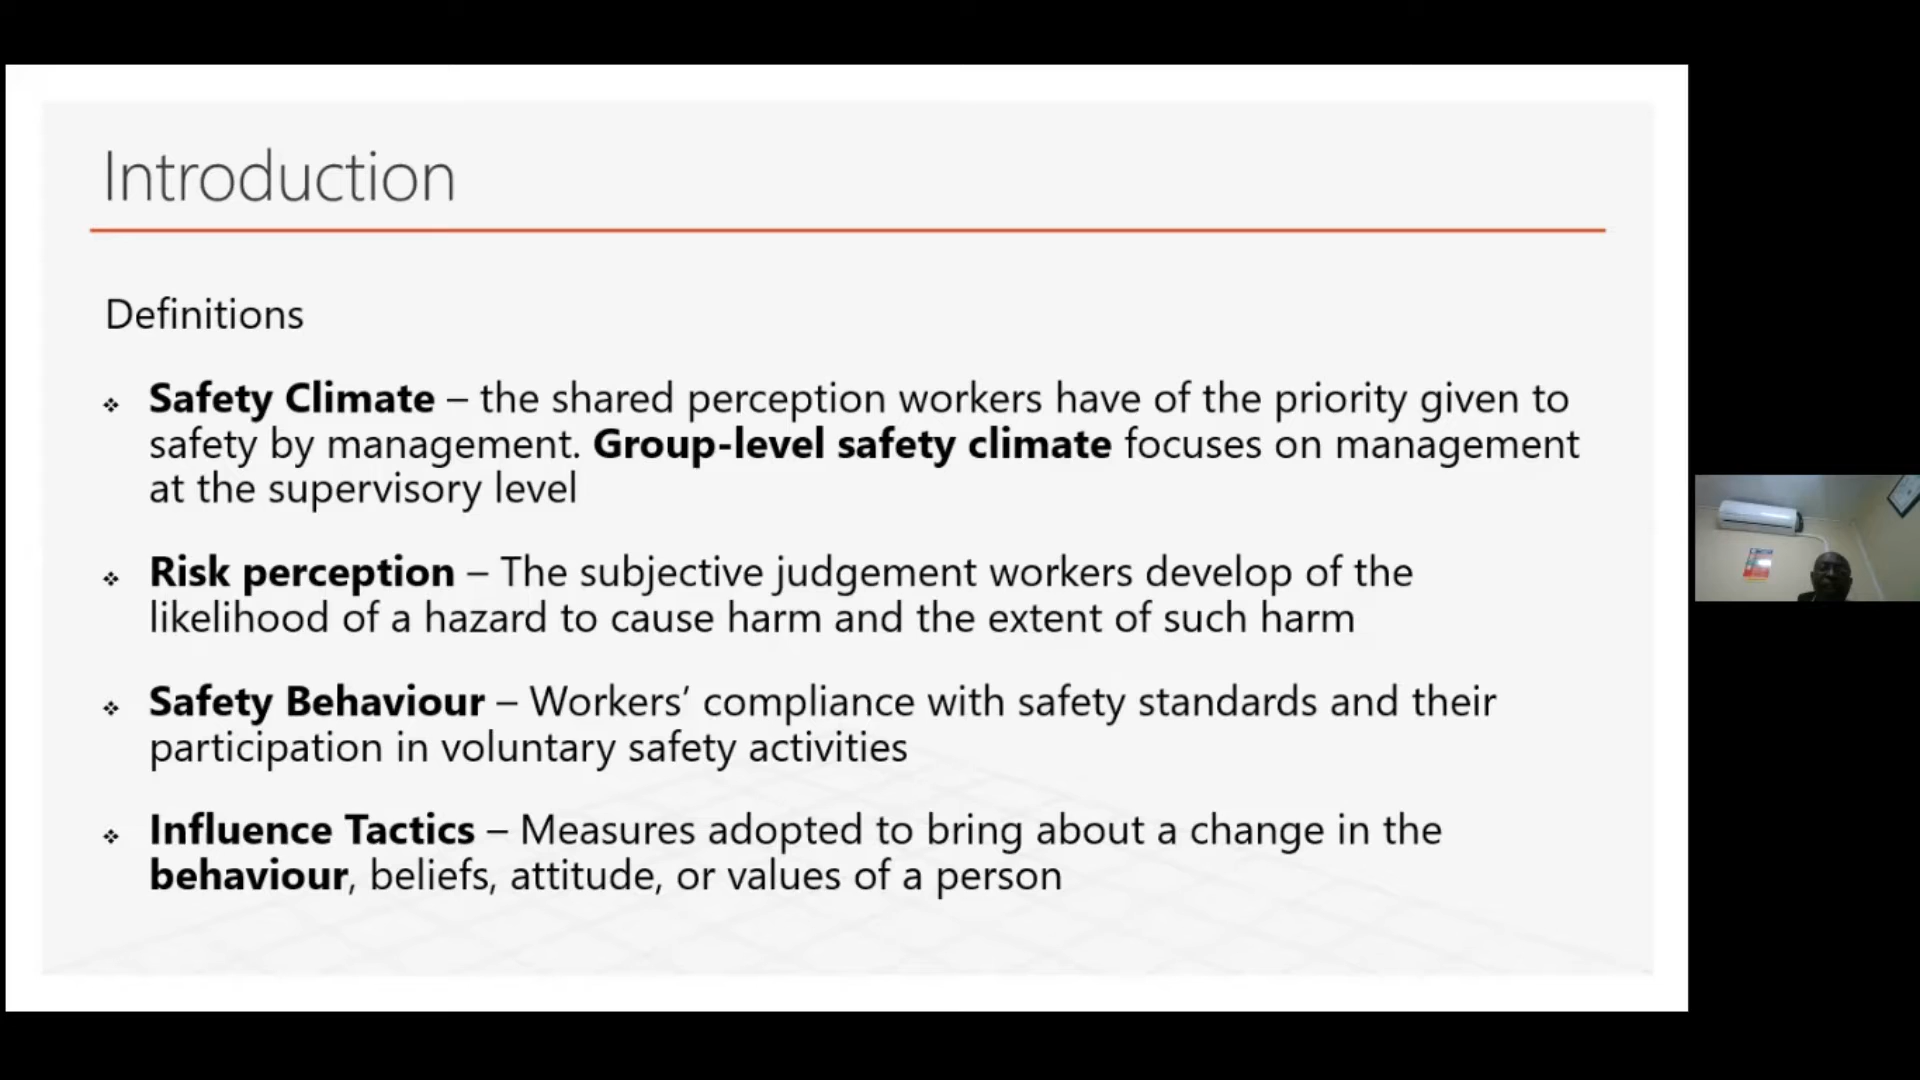 Introduction
Definitions
❖ Safety Climate – the shared perception workers have of the priority given to
safety by management. Group-level safety climate focuses on management
at the supervisory level
❖ Risk perception – The subjective judgement workers develop of the
likelihood of a hazard to cause harm and the extent of such harm
❖ Safety Behaviour – Workers’ compliance with safety standards and their
participation in voluntary safety activities
❖ Influence Tactics – Measures adopted to bring about a change in the
behaviour, beliefs, attitude, or values of a person